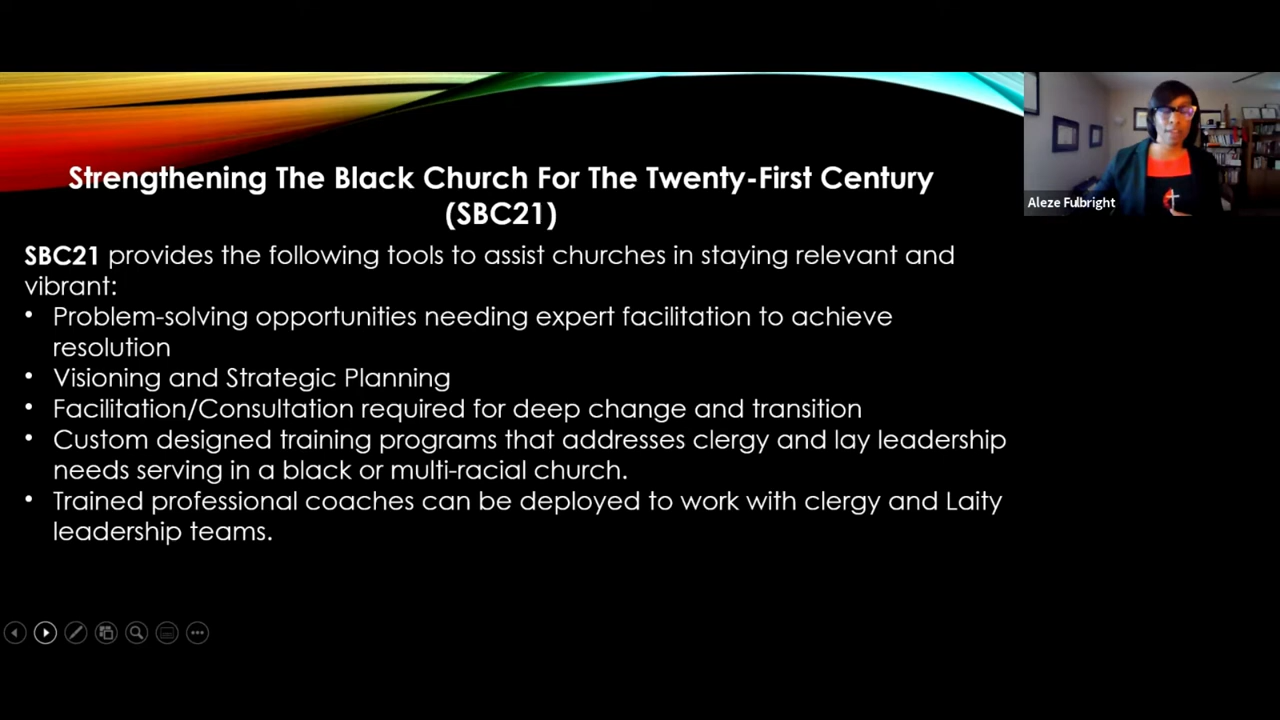 Strengthening The Black Church For The Twenty-First Century
(SBC21)
SBC21 provides the following tools to assist churches in staying relevant and
vibrant:
• Problem-solving opportunities needing expert facilitation to achieve
resolution
• Visioning and Strategic Planning
• Facilitation/Consultation required for deep change and transition
• Custom designed training programs that addresses clergy and lay leadership
needs serving in a black or multi-racial church.
• Trained professional coaches can be deployed to work with clergy and Laity
leadership teams.
Aleze Fulbright